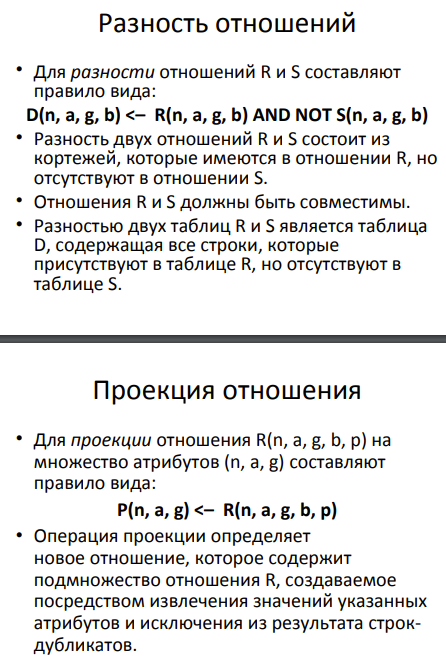 Разность отношений
• Для разности отношений R и S составляют
правило вида:
D(n, a, g, b) <– R(n, a, g, b) AND NOT S(n, a, g, b)
• Разность двух отношений R и S состоит из
кортежей, которые имеются в отношении R, но
отсутствуют в отношении S.
• Отношения R и S должны быть совместимы.
• Разностью двух таблиц R и S является таблица
D, содержащая все строки, которые
присутствуют в таблице R, но отсутствуют в
таблице S.
Проекция отношения
• Для проекции отношения R(n, a, g, b, p) на
множество атрибутов (n, a, g) составляют
правило вида:
P(n, a, g) <– R(n, a, g, b, p)
• Операция проекции определяет
новое отношение, которое содержит
подмножество отношения R, создаваемое
посредством извлечения значений указанных
атрибутов и исключения из результата строк-
дубликатов.